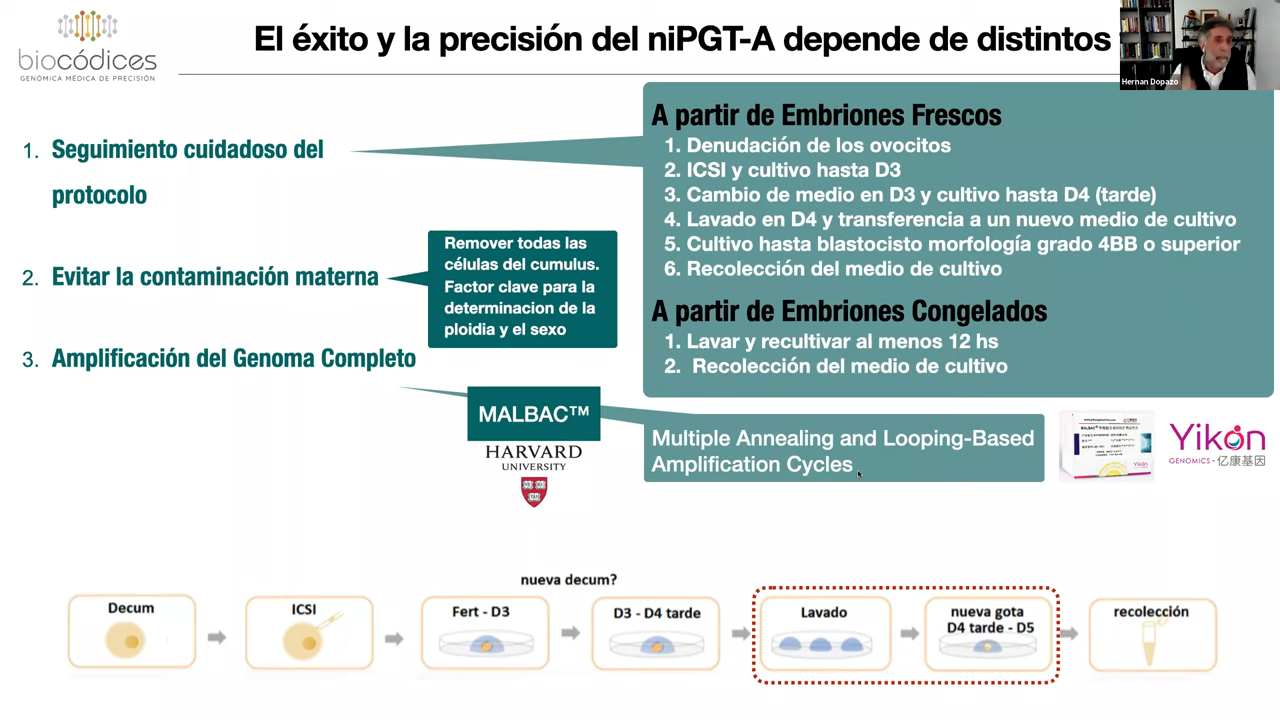 biocódices
GENÓMICA MÉDICA DE PRECISIÓN
El éxito y la precisión del niPGT-A depende de distintos
Hernan Dopazo
1. Seguimiento cuidadoso del
protocolo
2. Evitar la contaminación materna
3. Amplificación del Genoma Completo
Remover todas las
células del cumulus.
Factor clave para la
determinacion de la
ploidia y el sexo
A partir de Embriones Frescos
1. Denudación de los ovocitos
2. ICSI y cultivo hasta D3
3. Cambio de medio en D3 y cultivo hasta D4 (tarde)
4. Lavado en D4 y transferencia a un nuevo medio de cultivo
5. Cultivo hasta blastocisto morfología grado 4BB o superior
6. Recolección del medio de cultivo
A partir de Embriones Congelados
1. Lavar y recultivar al menos 12 hs
2. Recolección del medio de cultivo
MALBAC™
HARVARD
UNIVERSITY
Multiple Annealing and Looping-Based
Amplification Cycles
Yikon
GENOMICS · 亿康基因
nueva decum?
Decum
ICSI
Fert - D3
D3 - D4 tarde
Lavado
nueva gota
D4 tarde - D5
recolección